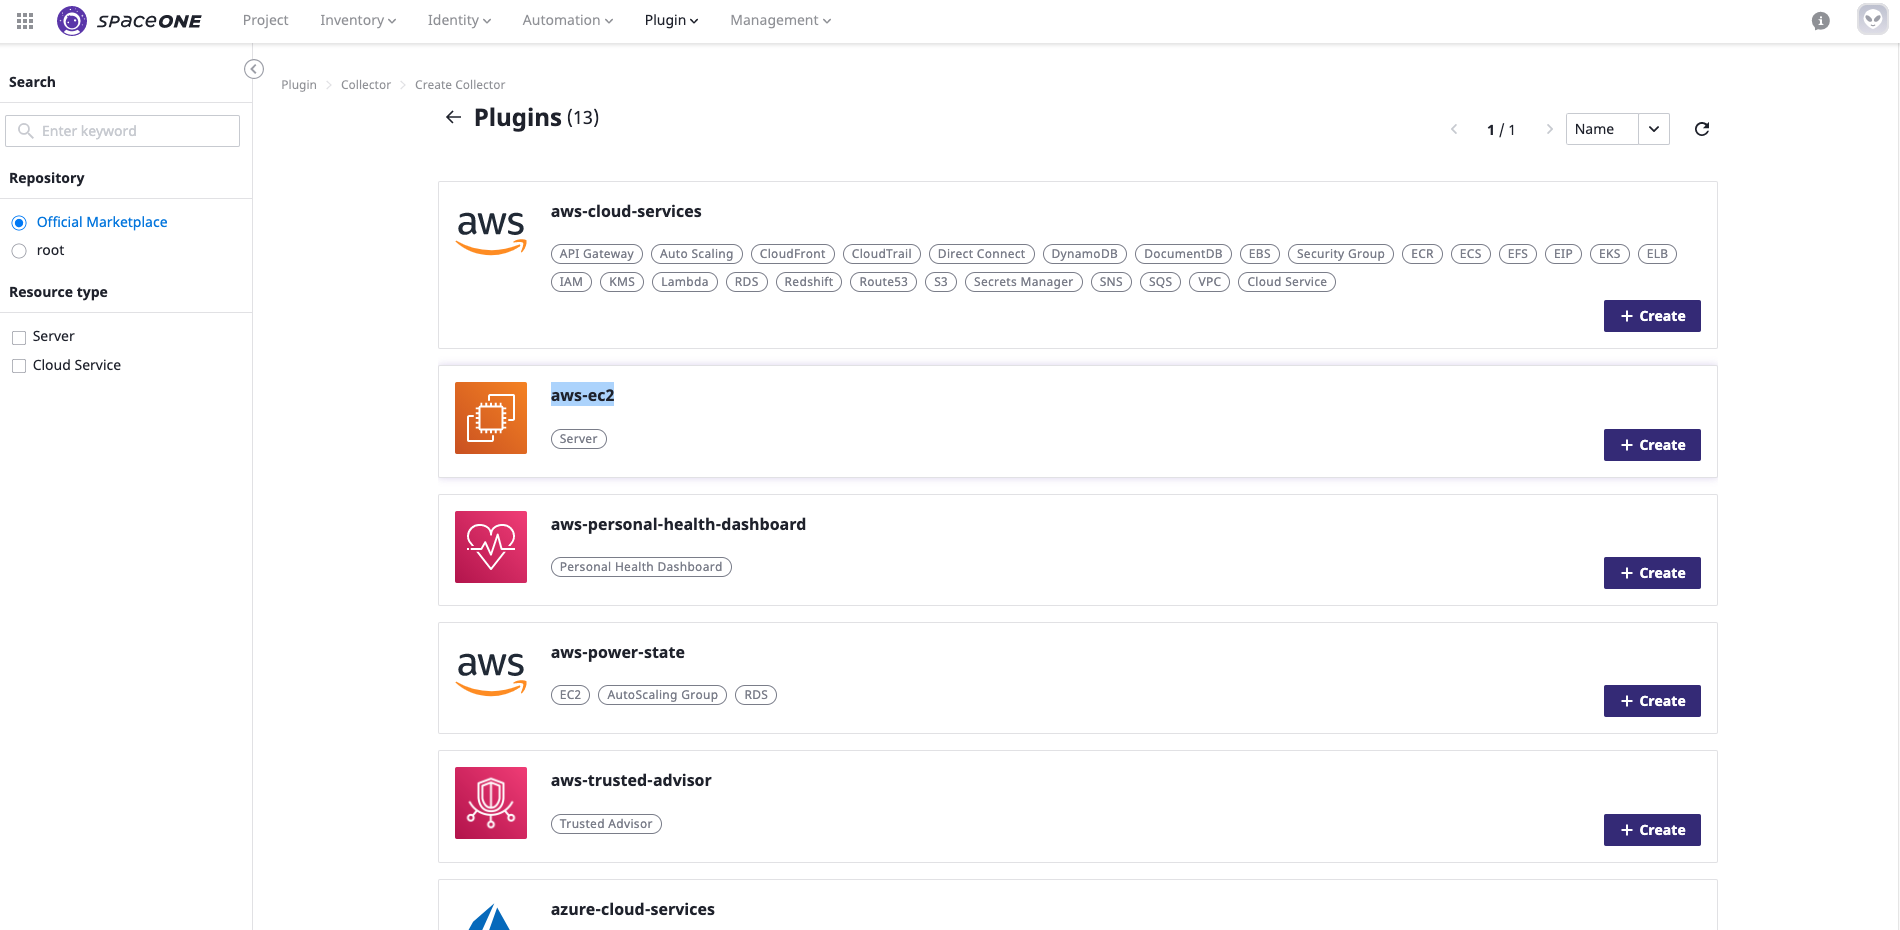 spaceONE Project Inventory Identity Automation Plugin Management
Search
Enter keyword
Repository
Official Marketplace
root
Resource type
Server
Cloud Service
Plugin Collector Create Collector
Plugins (13)
1 / 1 Name
aws
aws-cloud-services
API Gateway Auto Scaling CloudFront CloudTrail Direct Connect DynamoDB DocumentDB EBS Security Group ECR ECS EFS EIP EKS ELB
IAM KMS Lambda RDS Redshift Route53 S3 Secrets Manager SNS SQS VPC Cloud Service
+ Create
aws-ec2
Server
+ Create
aws-personal-health-dashboard
Personal Health Dashboard
+ Create
aws
aws-power-state
EC2 AutoScaling Group RDS
+ Create
aws-trusted-advisor
Trusted Advisor
+ Create
azure-cloud-services